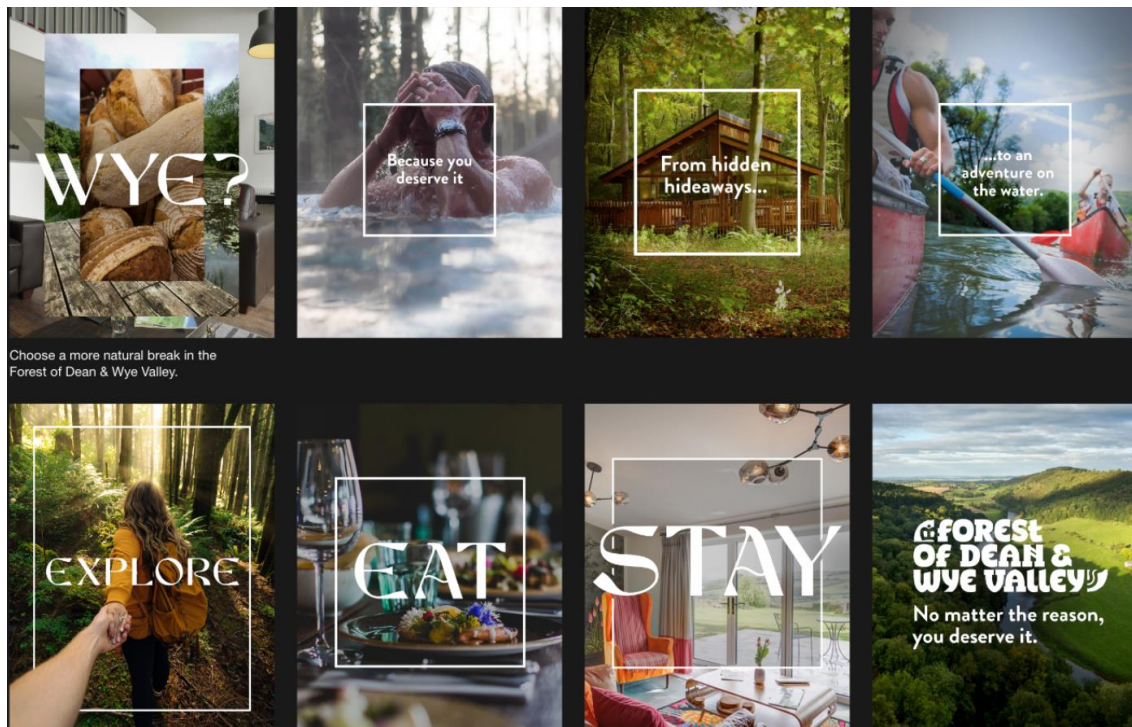 WYE?
Because you
deserve it
From hidden
hideaways...
...to an
adventure on
the water.
Choose a more natural break in the
Forest of Dean & Wye Valley.
EXPLORE
EAT
STAY
FOREST
OF DEAN &
WYE VALLEY
No matter the reason,
you deserve it.